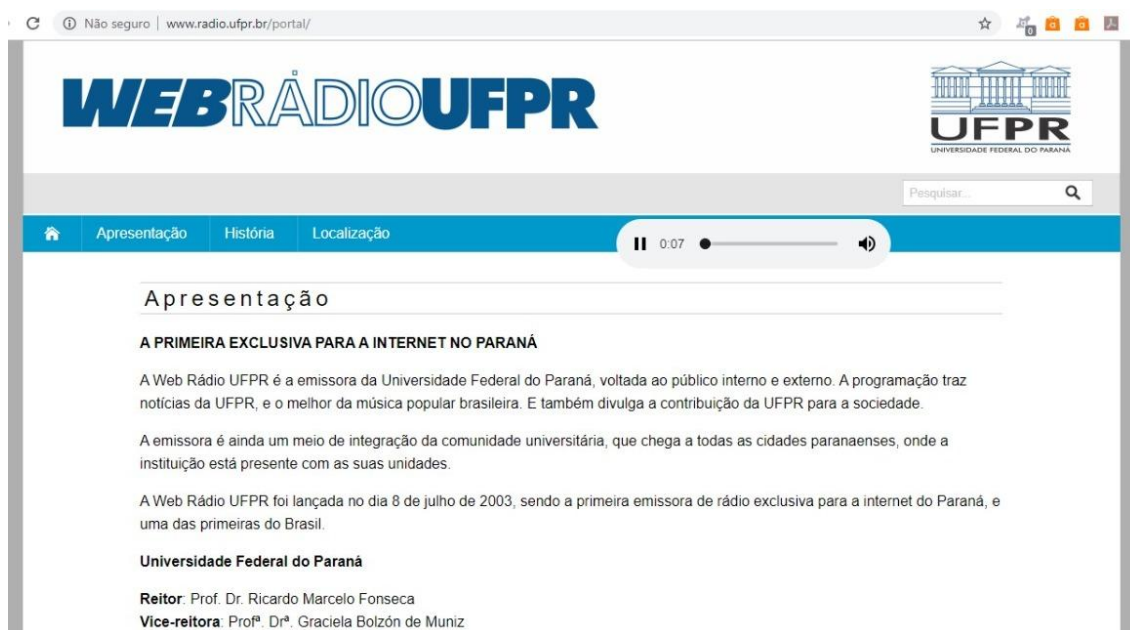 Não seguro | www.radio.ufpr.br/portal/
0 a a
WEBRÁDIOUFPR
UFPR
UNIVERSIDADE FEDERAL DO PARANÁ
Pesquisar...
Apresentação História Localização
0:07
Apresentação
A PRIMEIRA EXCLUSIVA PARA A INTERNET NO PARANÁ
A Web Rádio UFPR é a emissora da Universidade Federal do Paraná, voltada ao público interno e externo. A programação traz
notícias da UFPR, e o melhor da música popular brasileira. E também divulga a contribuição da UFPR para a sociedade.
A emissora é ainda um meio de integração da comunidade universitária, que chega a todas as cidades paranaenses, onde a
instituição está presente com as suas unidades.
A Web Rádio UFPR foi lançada no dia 8 de julho de 2003, sendo a primeira emissora de rádio exclusiva para a internet do Paraná, e
uma das primeiras do Brasil.
Universidade Federal do Paraná
Reitor: Prof. Dr. Ricardo Marcelo Fonseca
Vice-reitora: Profª. Drª. Graciela Bolzón de Muniz